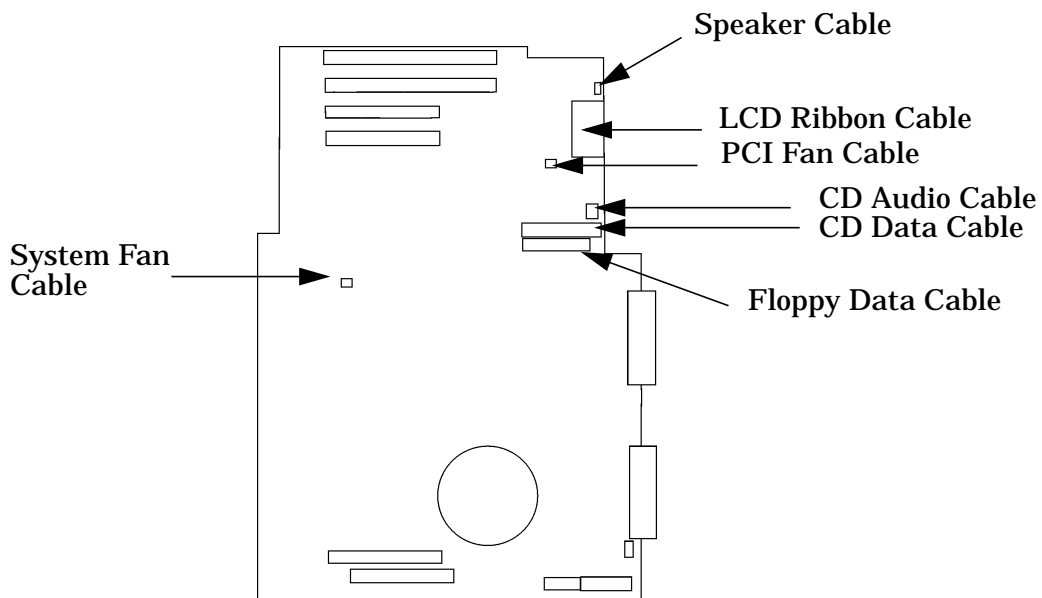 Speaker Cable
LCD Ribbon Cable
PCI Fan Cable
CD Audio Cable
CD Data Cable
System Fan
Cable
Floppy Data Cable